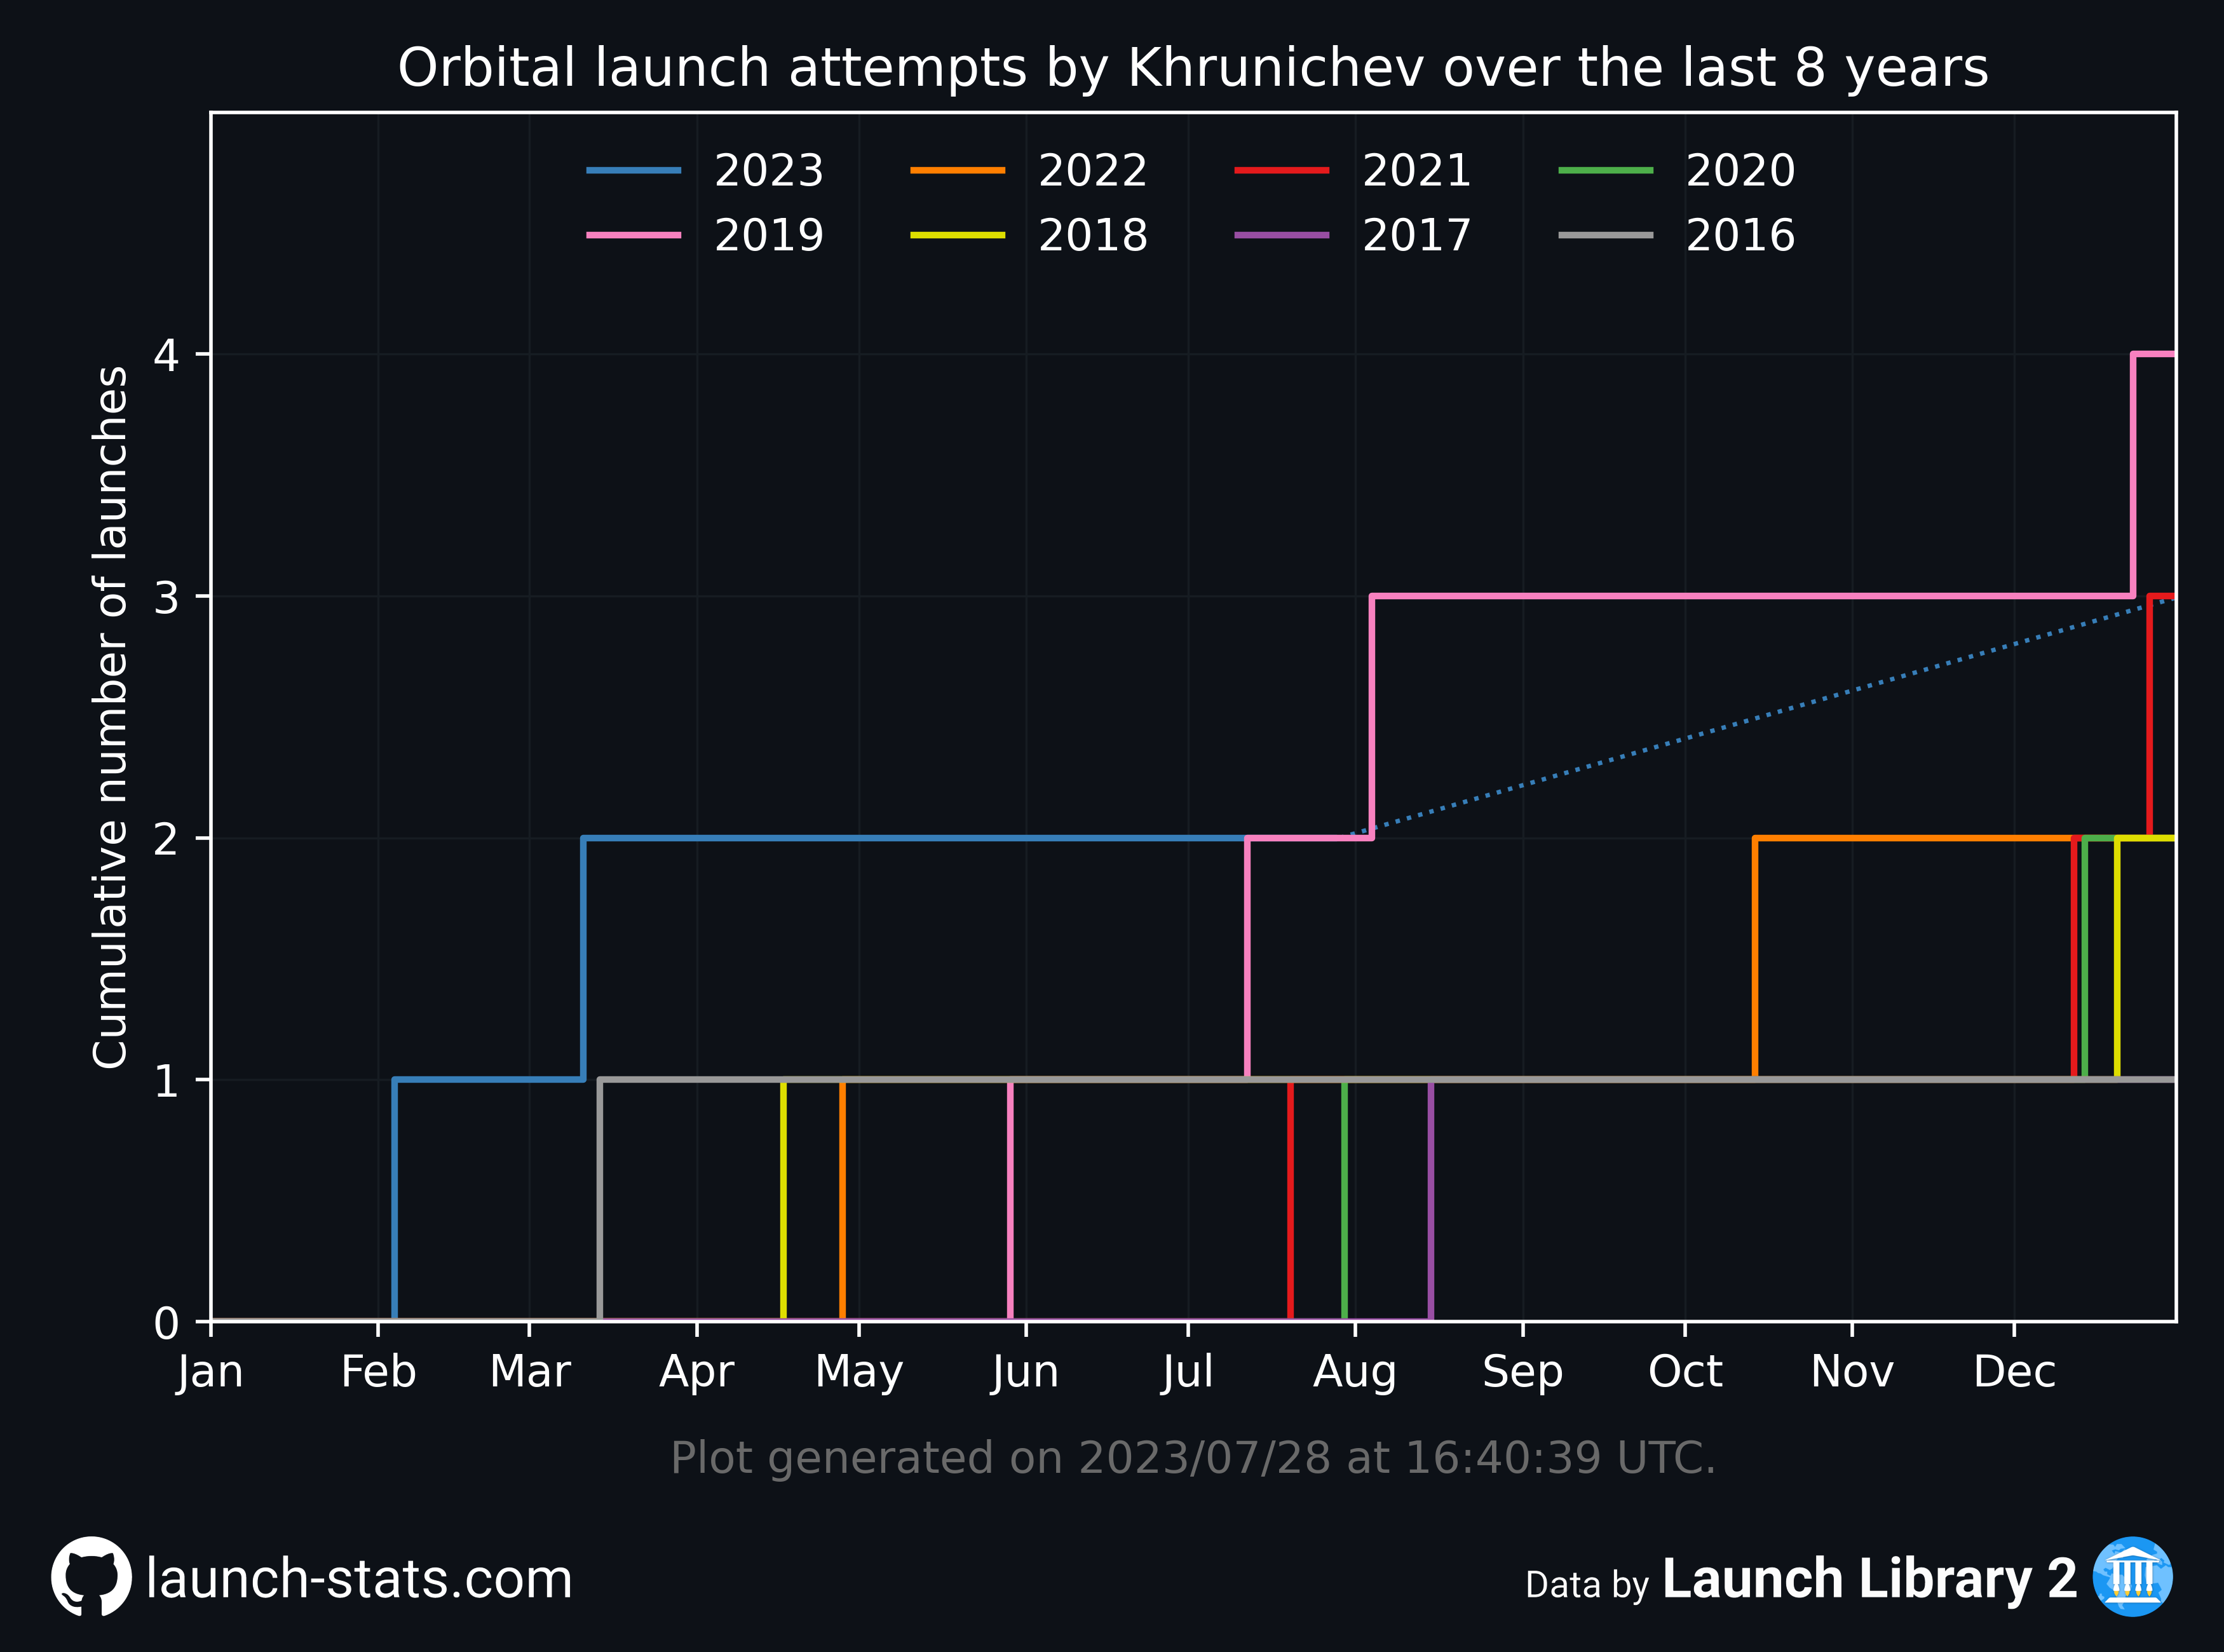 Orbital launch attempts by Khrunichev over the last 8 years
2023 2022 2021 2020
2019 2018 2017 2016
Cumulative number of launches
4
3
2
1
0
Jan Feb Mar Apr May Jun Jul Aug Sep Oct Nov Dec
Plot generated on 2023/07/28 at 16:40:39 UTC.
launch-stats.com
Data by Launch Library 2